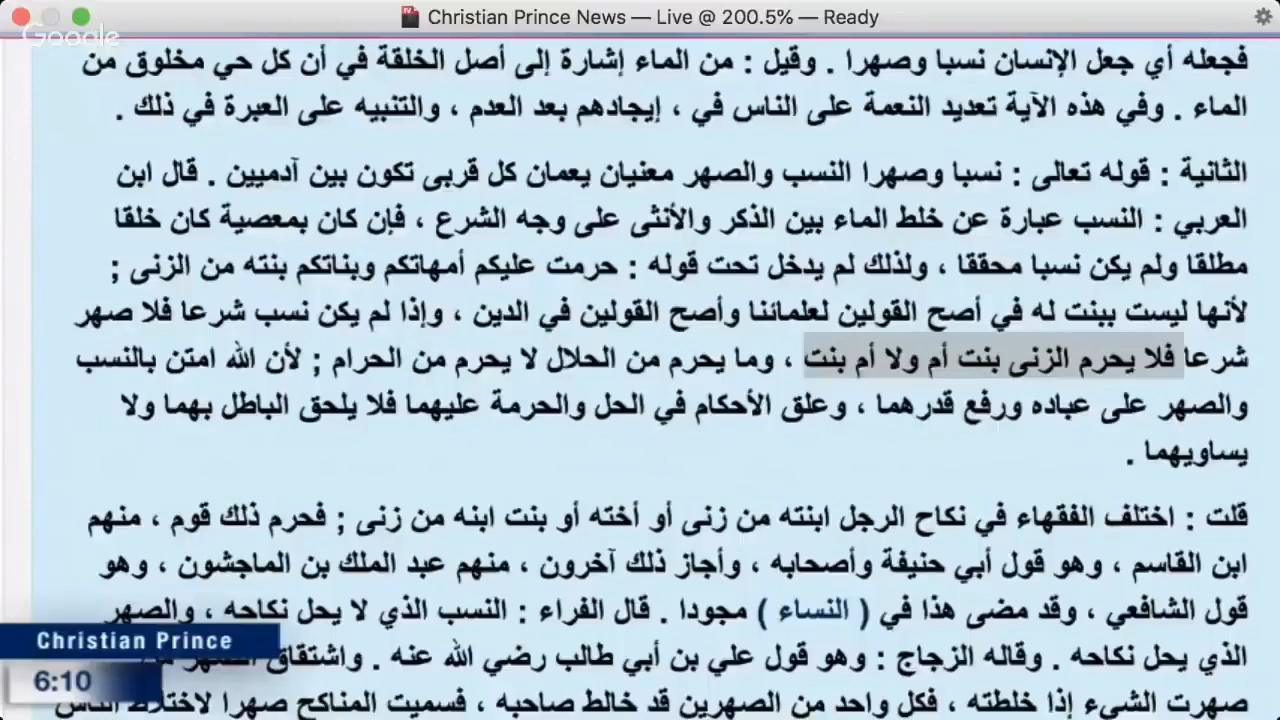 Christian Prince News — Live @ 200.5% — Ready
Google
فجعله أي جعل الإنسان نسبا وصهرا . وقيل : من الماء إشارة إلى أصل الخلقة في أن كل حي مخلوق من
الماء . وفي هذه الآية تعديد النعمة على الناس في ، إيجادهم بعد العدم ، والتنبيه على العبرة في ذلك .
الثانية : قوله تعالى : نسبا وصهرا النسب والصهر معنيان يعمان كل قربى تكون بين آدميين . قال ابن
العربي : النسب عبارة عن خلط الماء بين الذكر والأنثى على وجه الشرع ، فإن كان بمعصية كان خلقا
مطلقا ولم يكن نسبا محققا ، ولذلك لم يدخل تحت قوله : حرمت عليكم أمهاتكم وبناتكم بنته من الزنى ;
لأنها ليست ببنت له في أصح القولين لعلمائنا وأصح القولين في الدين ، وإذا لم يكن نسب شرعا فلا صهر
شرعا فلا يحرم الزنى بنت أم ولا أم بنت ، وما يحرم من الحلال لا يحرم من الحرام ; لأن الله امتن بالنسب
والصهر على عباده ورفع قدرهما ، وعلق الأحكام في الحل والحرمة عليهما فلا يلحق الباطل بهما ولا
يساويهما .
قلت : اختلف الفقهاء في نكاح الرجل ابنته من زنى أو أخته أو بنت ابنه من زنى ; فحرم ذلك قوم ، منهم
ابن القاسم ، وهو قول أبي حنيفة وأصحابه ، وأجاز ذلك آخرون ، منهم عبد الملك بن الماجشون ، وهو
قول الشافعي ، وقد مضى هذا في ( النساء ) مجودا . قال الفراء : النسب الذي لا يحل نكاحه ، والصهر
الذي يحل نكاحه . وقاله الزجاج : وهو قول علي بن أبي طالب رضي الله عنه . واشتقاق الصهر من
صهرت الشيء إذا خلطته ، فكل واحد من الصهرين قد خالط صاحبه ، فسميت المناكح صهرا لاختلاط الناس
Christian Prince
6:10